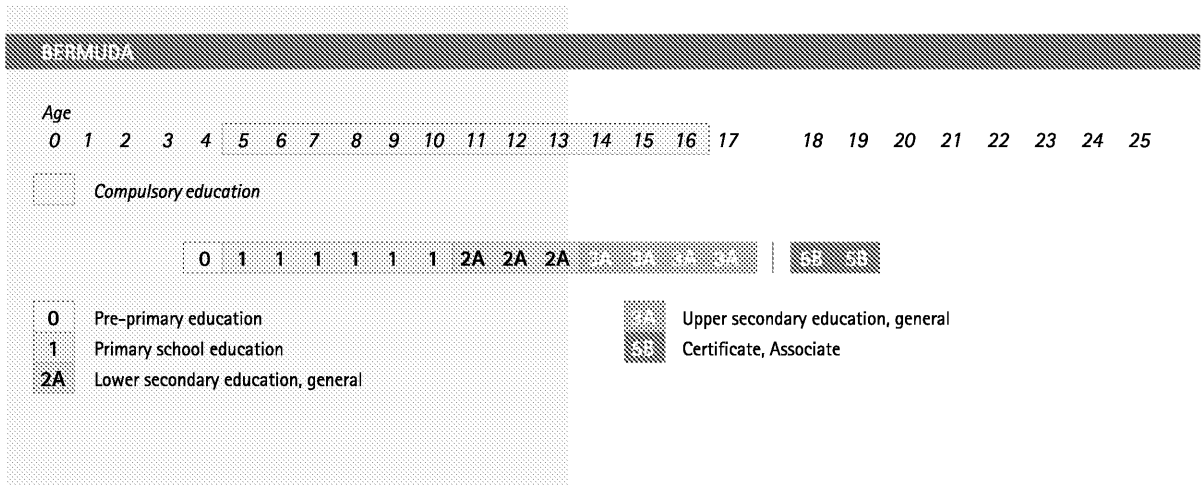 BERMUDA
Age
0 1 2 3 4 5 6 7 8 9 10 11 12 13 14 15 16 17 18 19 20 21 22 23 24 25
Compulsory education
0 1 1 1 1 1 1 2A 2A 2A 3A 3A 3A 3A 5B 5B
0 Pre-primary education
1 Primary school education
2A Lower secondary education, general
3A Upper secondary education, general
5B Certificate, Associate